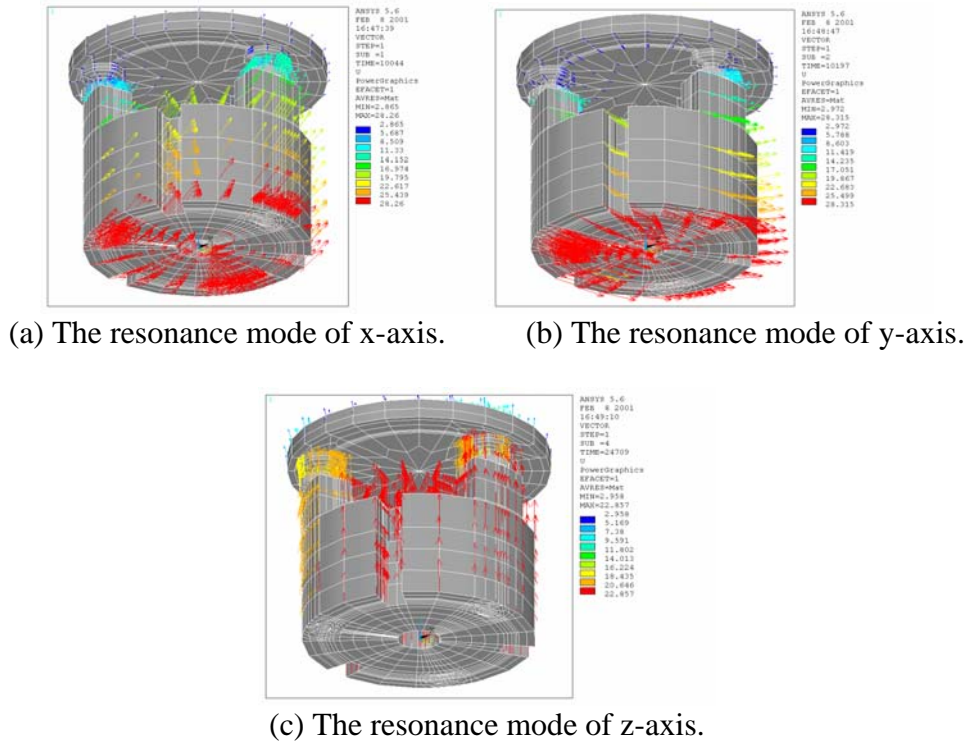 1
ANSYS 5.6
FEB 8 2001
16:47:39
VECTOR
STEP=1
SUB =1
TIME=10044
U
PowerGraphics
EFACET=1
AVRES=Mat
MIN=2.865
MAX=28.26
2.865
5.687
8.509
11.33
14.152
16.974
19.795
22.617
25.439
28.26
(a) The resonance mode of x-axis.
1
ANSYS 5.6
FEB 8 2001
16:48:47
VECTOR
STEP=1
SUB =2
TIME=10197
U
PowerGraphics
EFACET=1
AVRES=Mat
MIN=2.972
MAX=28.315
2.972
5.788
8.603
11.419
14.235
17.051
19.867
22.683
25.499
28.315
(b) The resonance mode of y-axis.
1
ANSYS 5.6
FEB 8 2001
16:49:10
VECTOR
STEP=1
SUB =4
TIME=24709
U
PowerGraphics
EFACET=1
AVRES=Mat
MIN=2.958
MAX=22.857
2.958
5.169
7.38
9.591
11.802
14.013
16.224
18.435
20.646
22.857
(c) The resonance mode of z-axis.